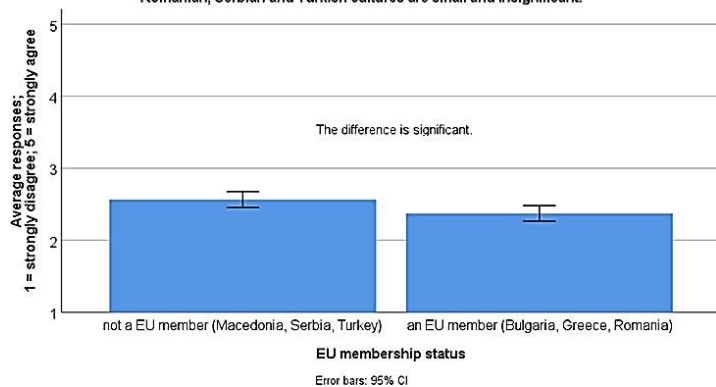 Romanian, Serbian and Turkish cultures are small and insignificant.
Average responses;
1 = strongly disagree; 5 = strongly agree
5
4
3
2
1
The difference is significant.
not a EU member (Macedonia, Serbia, Turkey)
an EU member (Bulgaria, Greece, Romania)
EU membership status
Error bars: 95% CI